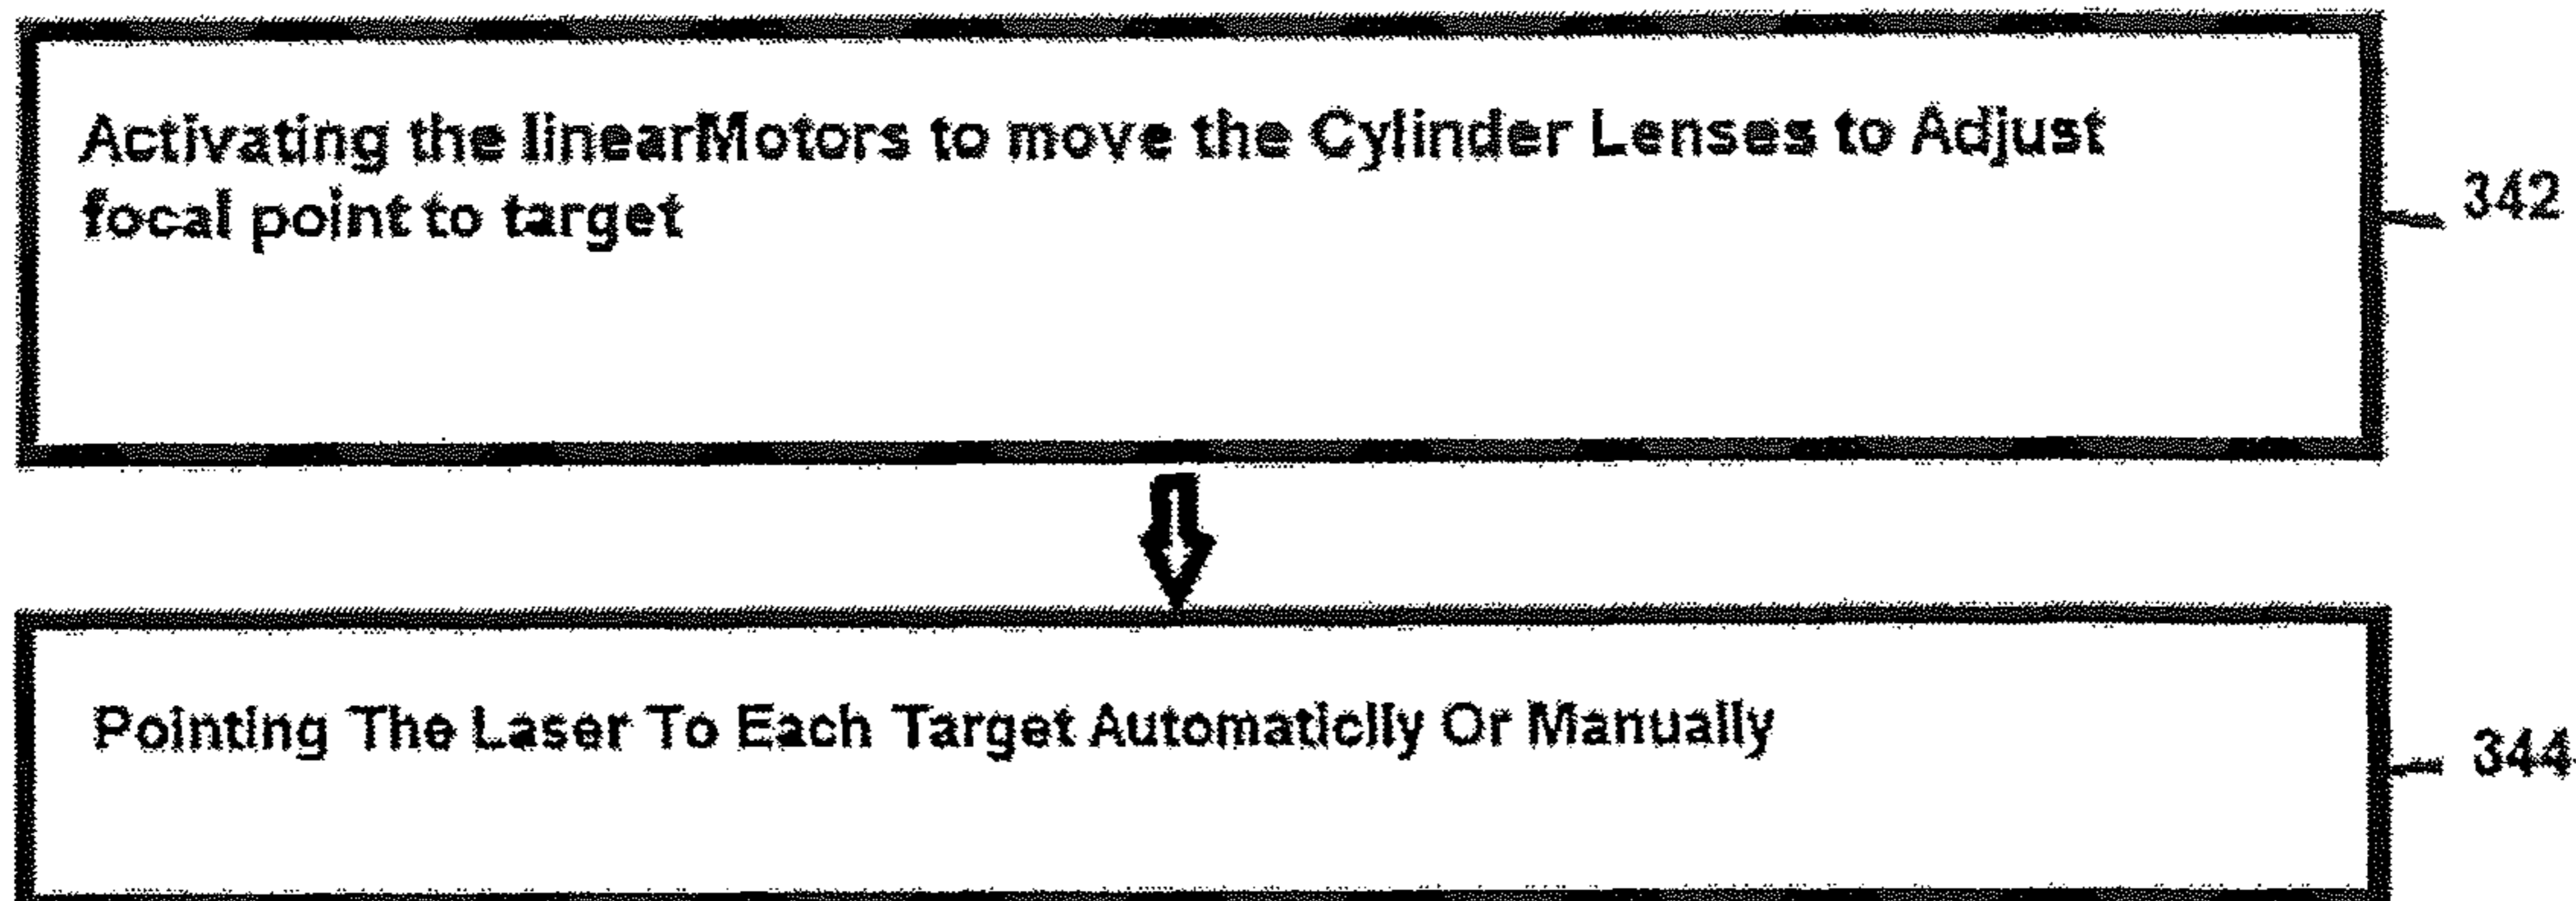 Activating the linearMotors to move the Cylinder Lenses to Adjust
focal point to target
342
Pointing The Laser To Each Target Automaticlly Or Manually
344